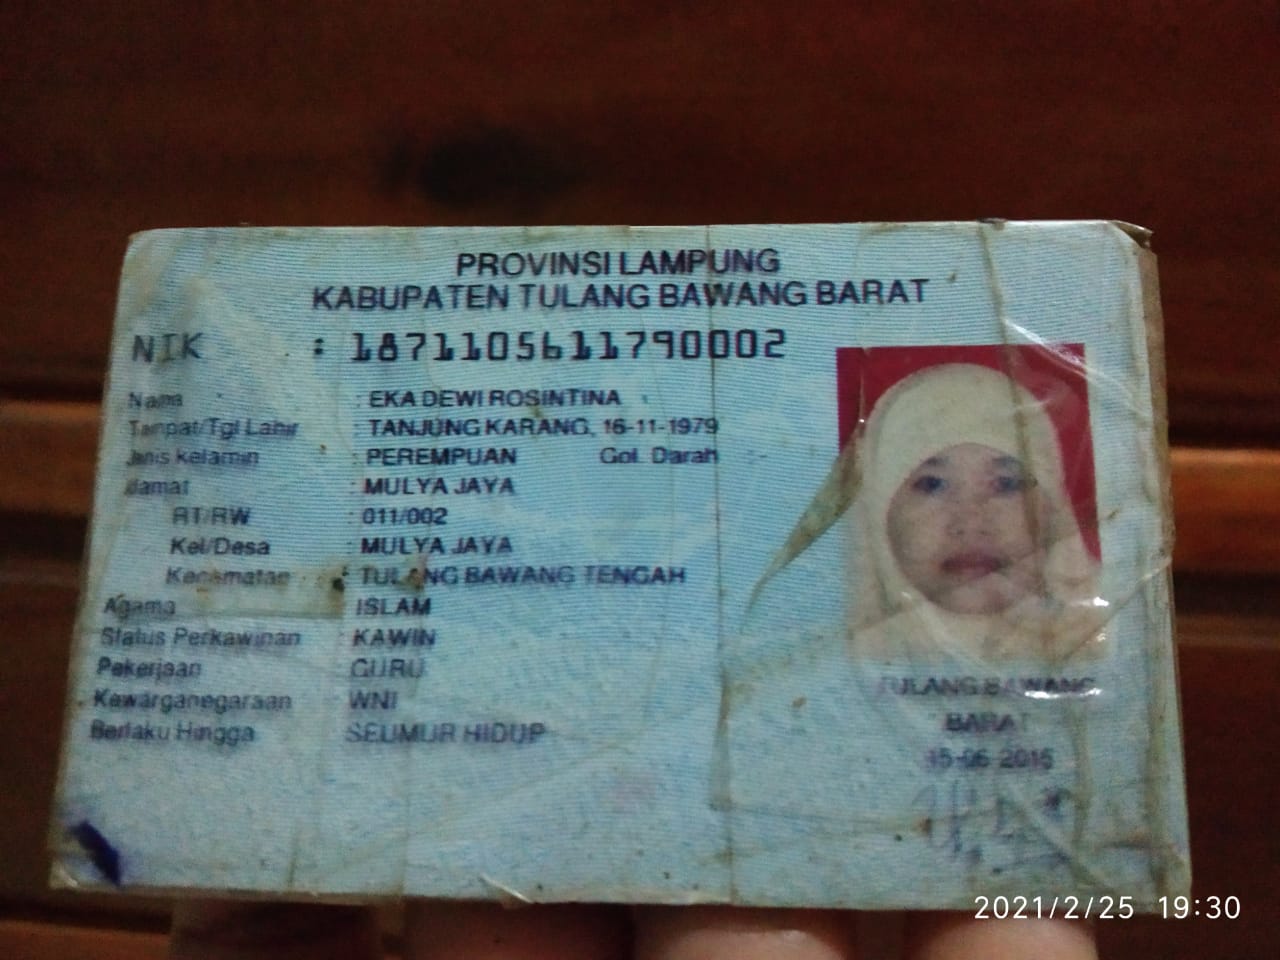 PROVINSI LAMPUNG
KABUPATEN TULANG BAWANG BARAT
NIK : 1871105611790002
Nama : EKA DEWI ROSINTINA
Tempat/Tgl Lahir : TANJUNG KARANG, 16-11-1979
Jenis Kelamin : PEREMPUAN Gol. Darah : -
Alamat : MULYA JAYA
RT/RW : 011/002
Kel/Desa : MULYA JAYA
Kecamatan : TULANG BAWANG TENGAH
Agama : ISLAM
Status Perkawinan : KAWIN
Pekerjaan : GURU
Kewarganegaraan : WNI
Berlaku Hingga : SEUMUR HIDUP
TULANG BAWANG
BARAT
2021/2/25 19:30